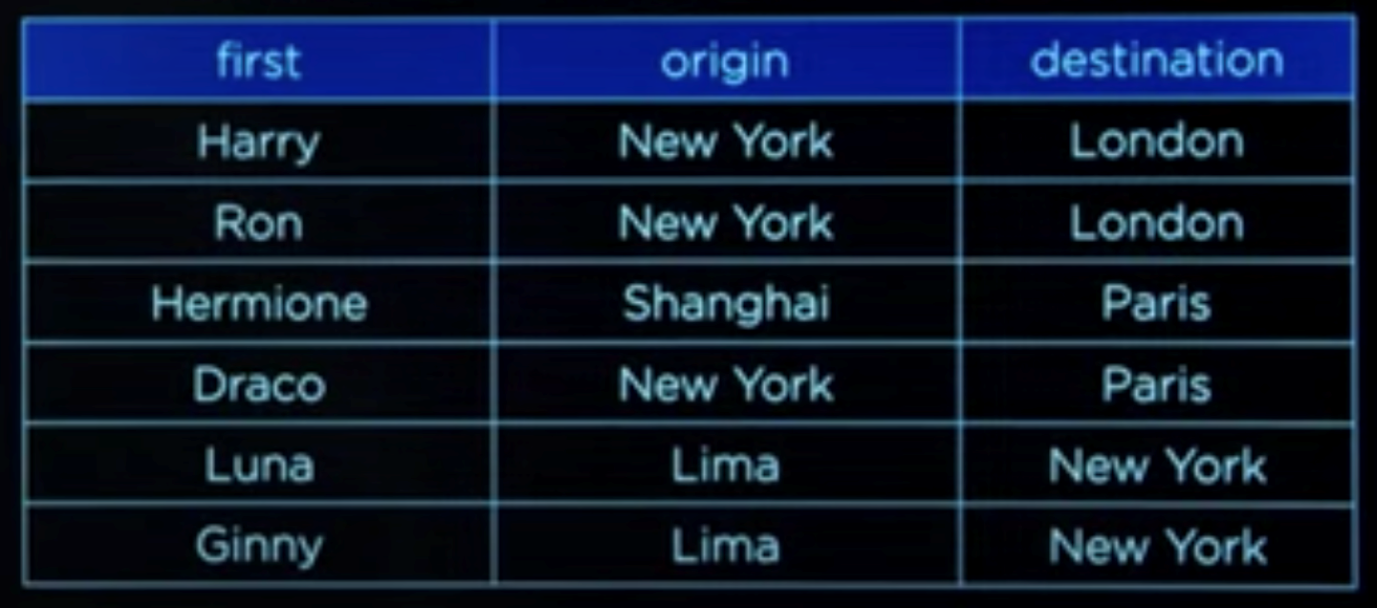 first origin destination
Harry New York London
Ron New York London
Hermione Shanghai Paris
Draco New York Paris
Luna Lima New York
Ginny Lima New York